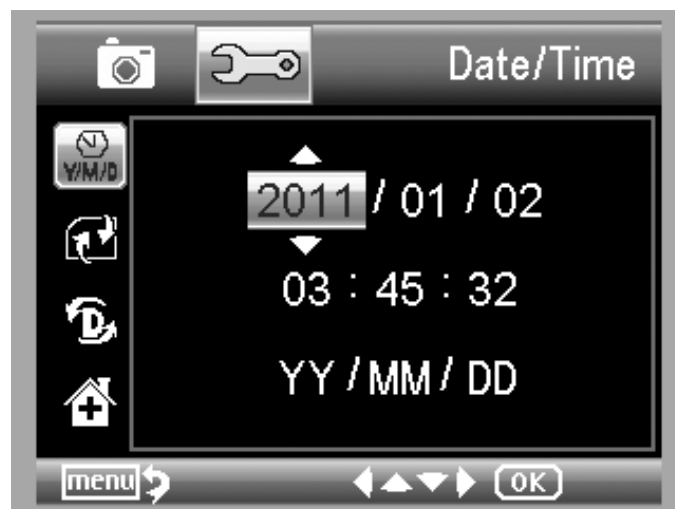 Date/Time
Y/M/D
2011 / 01 / 02
03 : 45 : 32
D
YY / MM / DD
menu OK